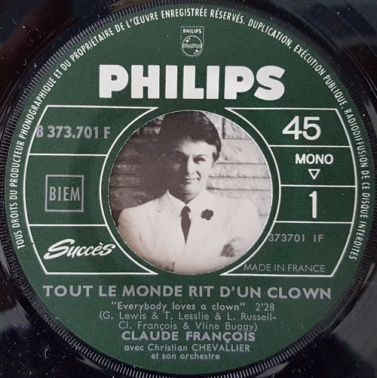 TOUS DROITS DU PRODUCTEUR PHONOGRAPHIQUE ET DU PROPRIÉTAIRE DE L'ŒUVRE ENREGISTRÉE RÉSERVÉS. DUPLICATION, EXÉCUTION PUBLIQUE, RADIODIFFUSION DE CE DISQUE INTERDITES
PHILIPS
PHILIPS
B 373.701 F
45
MONO
BIEM
1
373701 1F
Succès
MADE IN FRANCE
TOUT LE MONDE RIT D'UN CLOWN
"Everybody loves a clown" 2'28
(G. Lewis & T. Lesslie & L. Russell-
Cl. François & Vline Buggy)
CLAUDE FRANÇOIS
avec Christian CHEVALLIER
et son orchestre